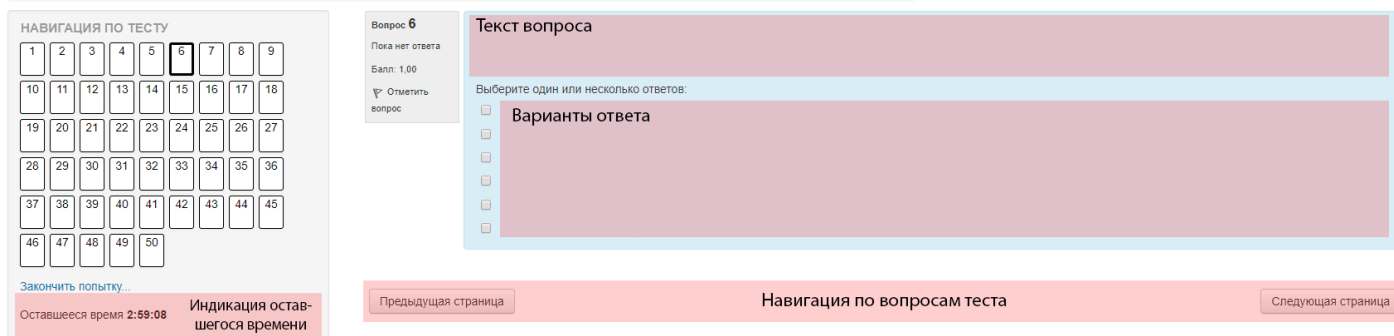 НАВИГАЦИЯ ПО ТЕСТУ
1 2 3 4 5 6 7 8 9
10 11 12 13 14 15 16 17 18
19 20 21 22 23 24 25 26 27
28 29 30 31 32 33 34 35 36
37 38 39 40 41 42 43 44 45
46 47 48 49 50
Закончить попытку...
Оставшееся время 2:59:08
Индикация остав-
шегося времени
Вопрос 6
Пока нет ответа
Балл: 1,00
Отметить
вопрос
Текст вопроса
Выберите один или несколько ответов:
Варианты ответа
Предыдущая страница
Навигация по вопросам теста
Следующая страница